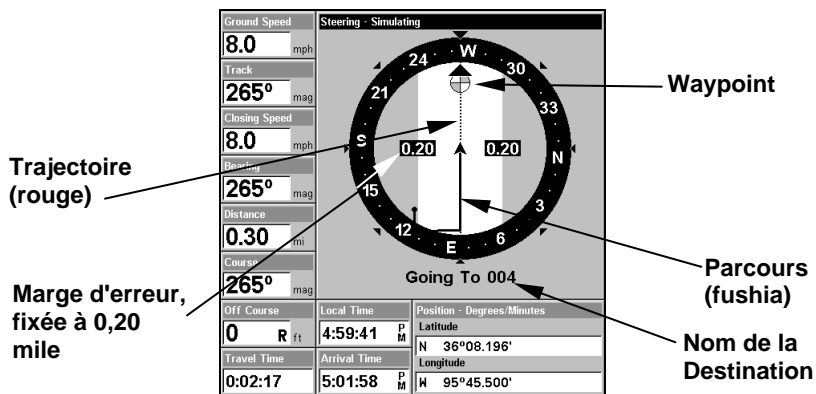 Ground Speed
8.0 mph
Track
265º mag
Closing Speed
8.0 mph
Bearing
265º mag
Distance
0.30 mi
Course
265º mag
Off Course
0 R ft
Travel Time
0:02:17
Steering - Simulating
24 W 30
21 33
S N
15 3
12 E 6
0.20 0.20
Going To 004
Local Time
4:59:41 PM
Arrival Time
5:01:58 PM
Position - Degrees/Minutes
Latitude
N 36º08.196'
Longitude
W 95º45.500'
Trajectoire
(rouge)
Marge d'erreur,
fixée à 0,20
mile
Waypoint
Parcours
(fushia)
Nom de la
Destination